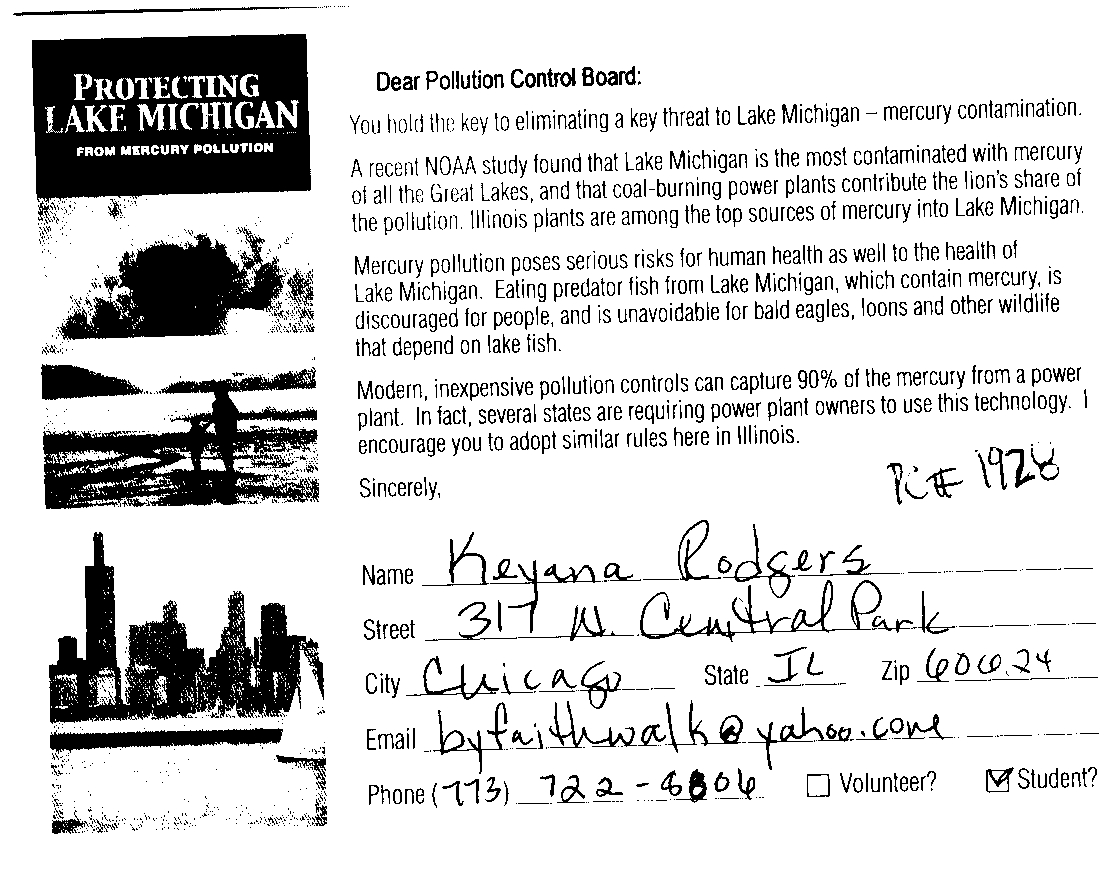 PROTECTING
LAKE MICHIGAN
FROM MERCURY POLLUTION
Dear Pollution Control Board:
You hold the key to eliminating a key threat to Lake Michigan – mercury contamination.
A recent NOAA study found that Lake Michigan is the most contaminated with mercury
of all the Great Lakes, and that coal-burning power plants contribute the lion's share of
the pollution. Illinois plants are among the top sources of mercury into Lake Michigan.
Mercury pollution poses serious risks for human health as well to the health of
Lake Michigan. Eating predator fish from Lake Michigan, which contain mercury, is
discouraged for people, and is unavoidable for bald eagles, loons and other wildlife
that depend on lake fish.
Modern, inexpensive pollution controls can capture 90% of the mercury from a power
plant. In fact, several states are requiring power plant owners to use this technology. I
encourage you to adopt similar rules here in Illinois.
Sincerely,
1928
Name Keyana Rodgers
Street 317 N. Central Park
City Chicago State IL Zip 60624
Email byfaithwalk@yahoo.com
Phone (773) 722-
Volunteer? Student?